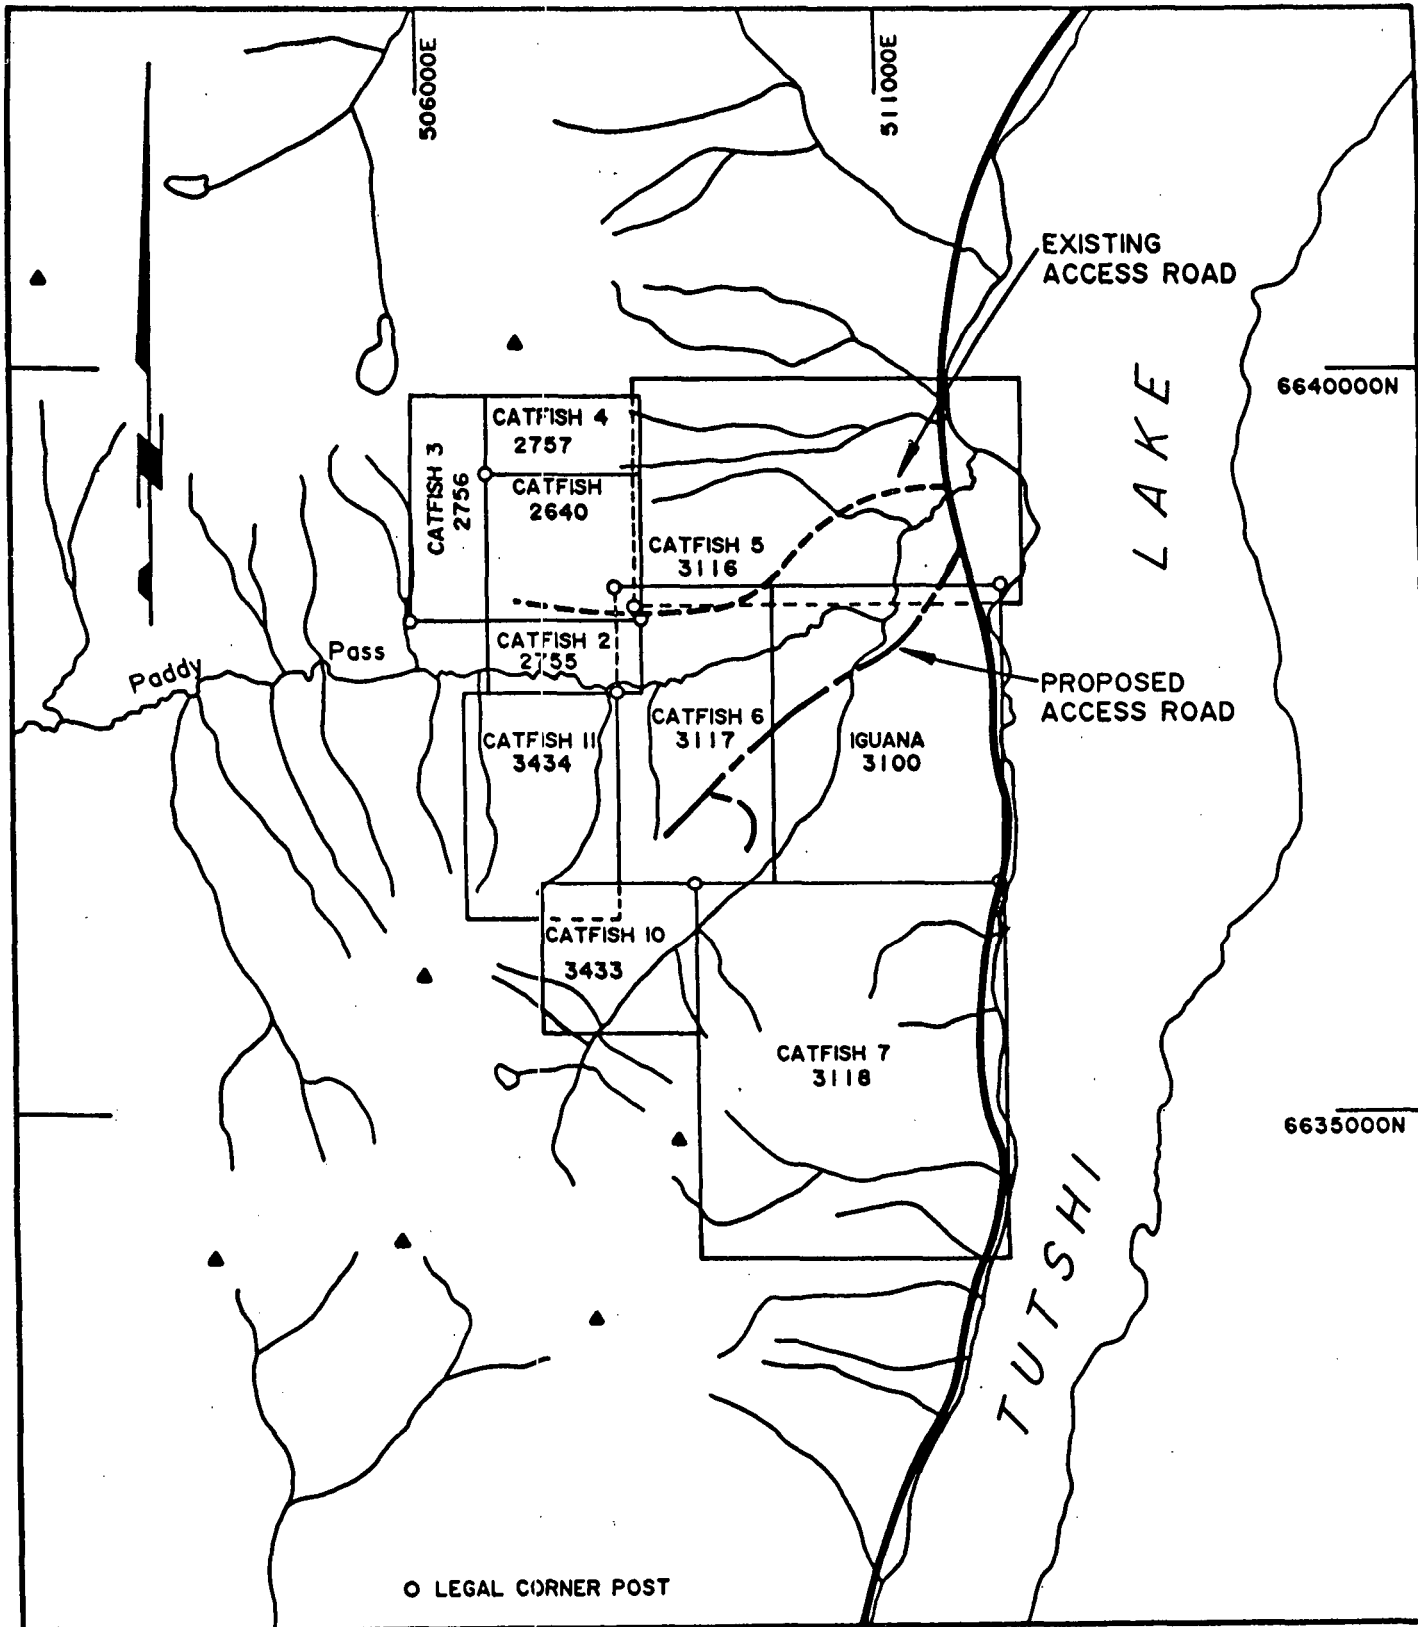 506000E
511000E
EXISTING
ACCESS ROAD
6640000N
LAKE
CATFISH 3
2756
CATFISH 4
2757
CATFISH
2640
CATFISH 5
3116
CATFISH 2
2755
Paddy Pass
PROPOSED
ACCESS ROAD
CATFISH 11
3434
CATFISH 6
3117
IGUANA
3100
CATFISH 10
3433
CATFISH 7
3118
6635000N
TUTSHI
LEGAL CORNER POST